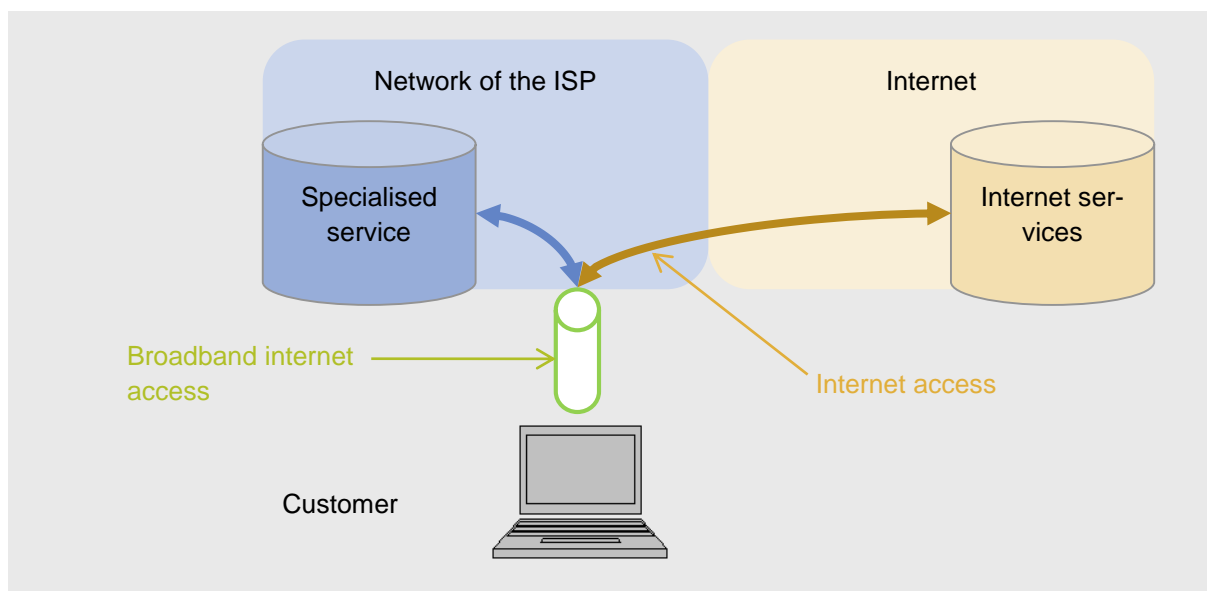 Network of the ISP
Internet
Specialised
service
Internet ser-
vices
Broadband internet
access
Internet access
Customer